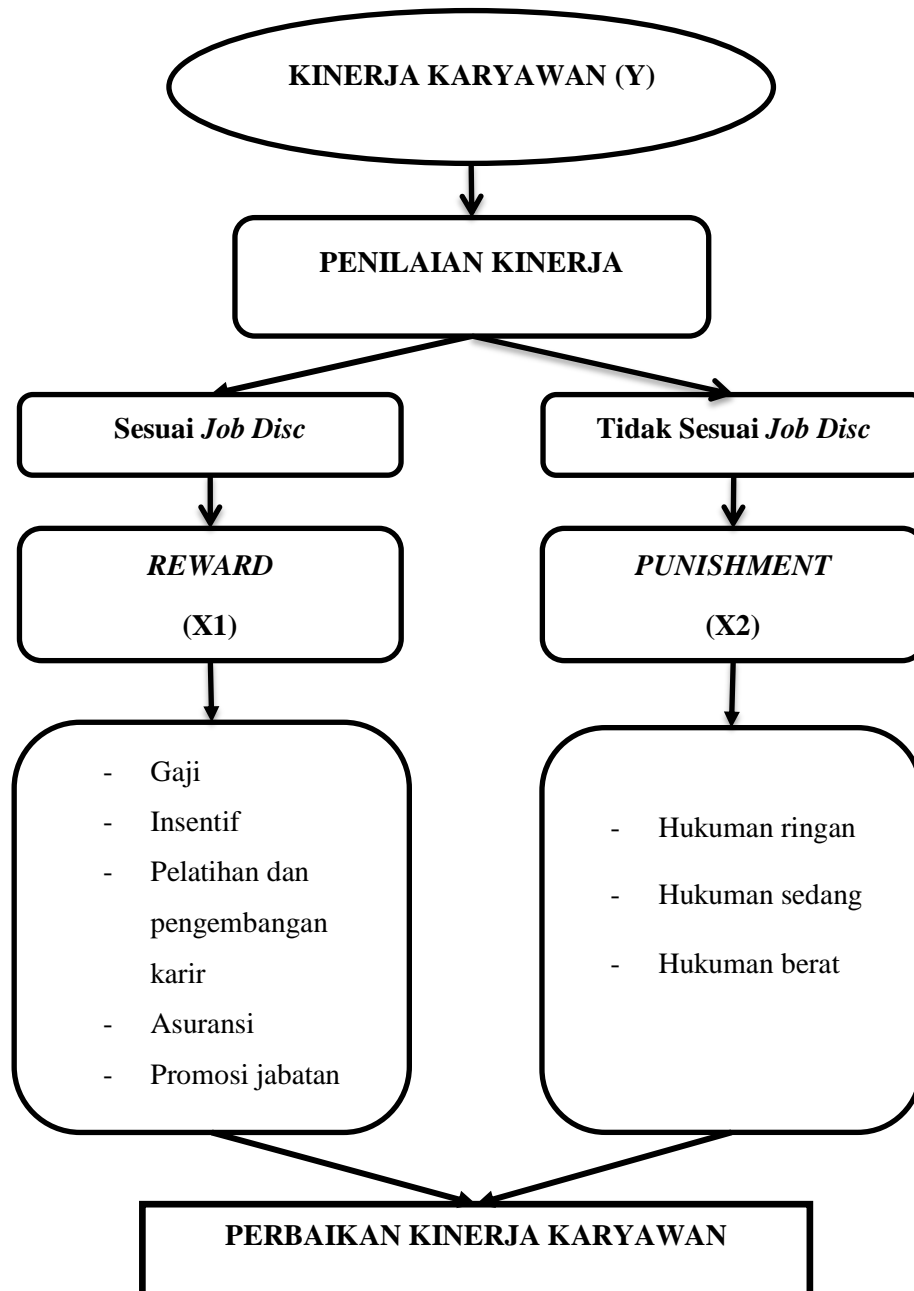 KINERJA KARYAWAN (Y)
PENILAIAN KINERJA
Sesuai Job Disc
Tidak Sesuai Job Disc
REWARD
(X1)
PUNISHMENT
(X2)
- Gaji
- Insentif
- Pelatihan dan
pengembangan
karir
- Asuransi
- Promosi jabatan
- Hukuman ringan
- Hukuman sedang
- Hukuman berat
PERBAIKAN KINERJA KARYAWAN